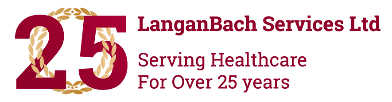 25
LanganBach Services Ltd
Serving Healthcare
For Over 25 years